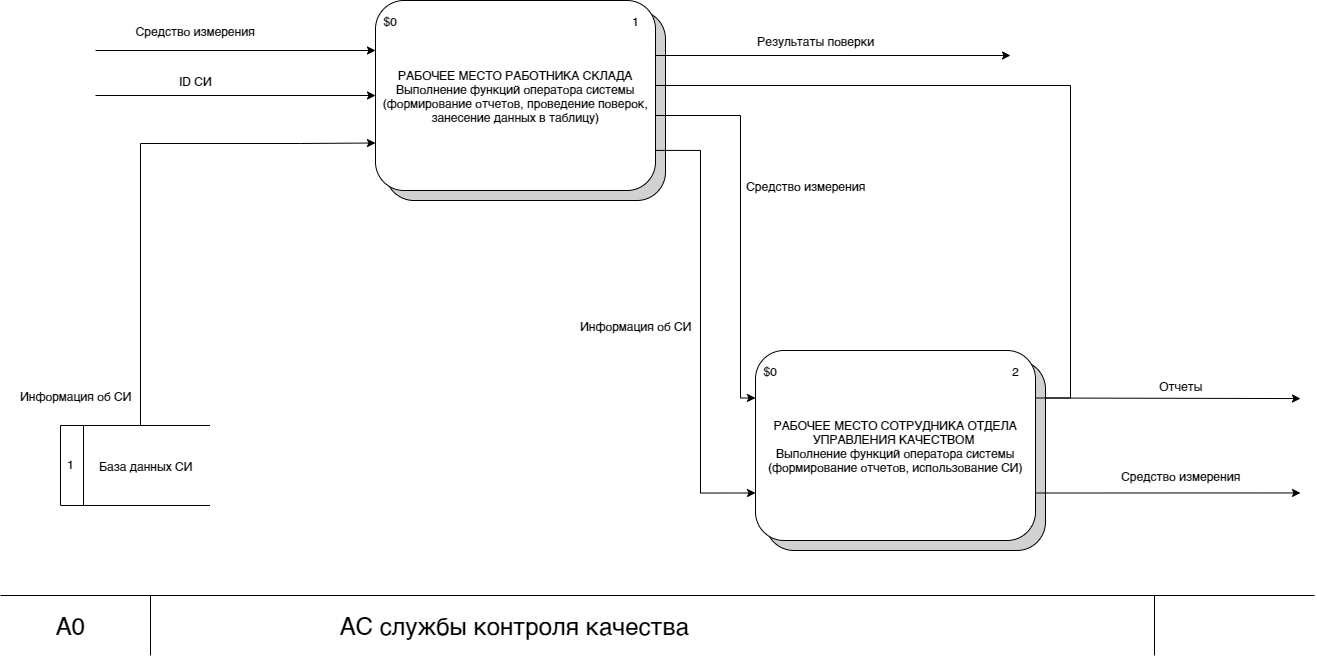 $0
1
Средство измерения
Результаты поверки
ID СИ
РАБОЧЕЕ МЕСТО РАБОТНИКА СКЛАДА
Выполнение функций оператора системы
(формирование отчетов, проведение поверок,
занесение данных в таблицу)
Средство измерения
Информация об СИ
$0
2
Отчеты
Информация об СИ
РАБОЧЕЕ МЕСТО СОТРУДНИКА ОТДЕЛА
УПРАВЛЕНИЯ КАЧЕСТВОМ
Выполнение функций оператора системы
(формирование отчетов, использование СИ)
1
База данных СИ
Средство измерения
A0
АС службы контроля качества